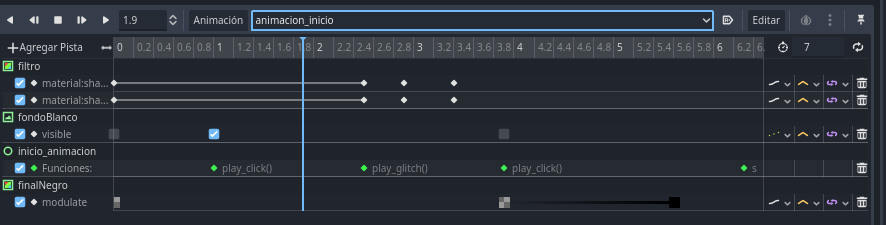 1.9 Animación animacion_inicio Editar
Agregar Pista 0 0.2 0.4 0.6 0.8 1 1.2 1.4 1.6 1.8 2 2.2 2.4 2.6 2.8 3 3.2 3.4 3.6 3.8 4 4.2 4.4 4.6 4.8 5 5.2 5.4 5.6 5.8 6 6.2 6. 7
filtro
material:sha...
material:sha...
fondoBlanco
visible
inicio_animacion
Funciones: play_click() play_glitch() play_click() s
finalNegro
modulate